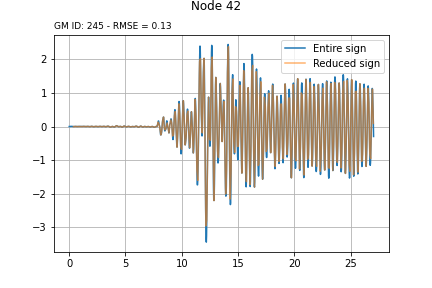 Node 42
GM ID: 245 - RMSE = 0.13
Entire sign
Reduced sign
2
1
0
−1
−2
−3
0 5 10 15 20 25